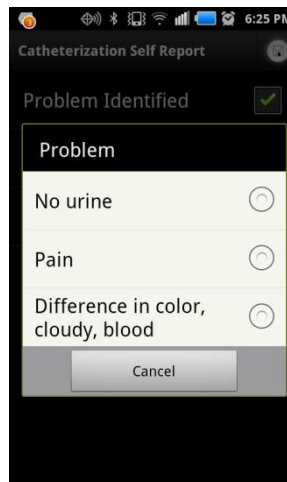 6:25 PM
Catheterization Self Report
Problem Identified
Problem
No urine
Pain
Difference in color,
cloudy, blood
Cancel